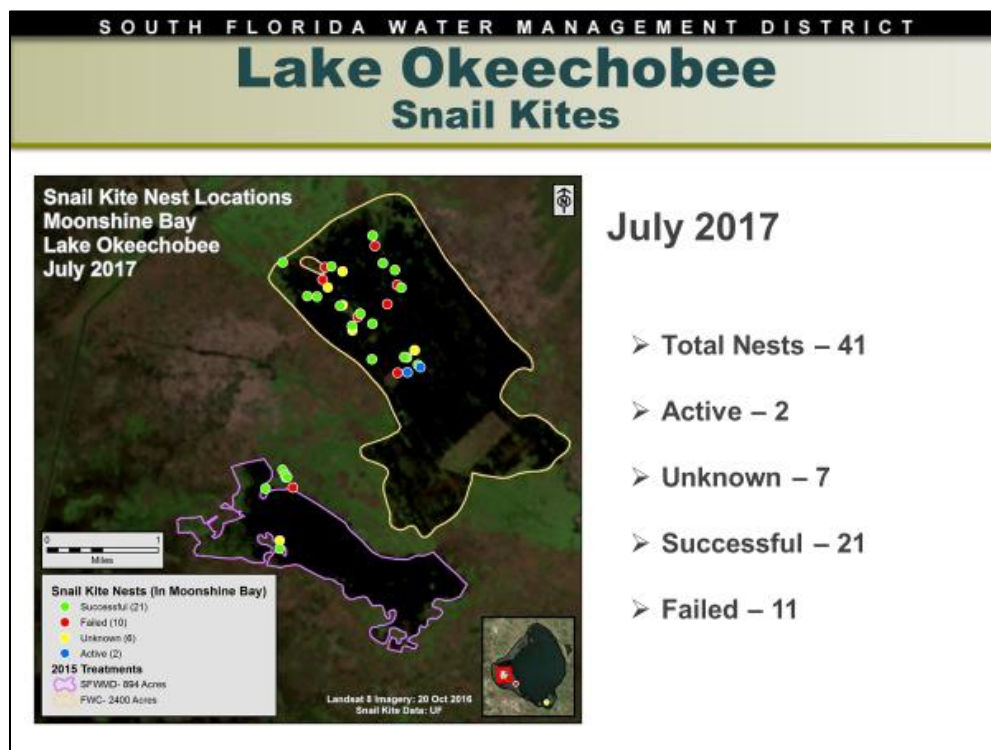 SOUTH FLORIDA WATER MANAGEMENT DISTRICT
Lake Okeechobee
Snail Kites
Snail Kite Nest Locations
Moonshine Bay
Lake Okeechobee
July 2017
N
0 1
Miles
Snail Kite Nests (In Moonshine Bay)
Successful (21)
Failed (10)
Unknown (6)
Active (2)
2015 Treatments
SFWMD- 894 Acres
FWC- 2400 Acres
Landsat 8 Imagery: 20 Oct 2016
Snail Kite Data: UF
July 2017
➢ Total Nests – 41
➢ Active – 2
➢ Unknown – 7
➢ Successful – 21
➢ Failed – 11